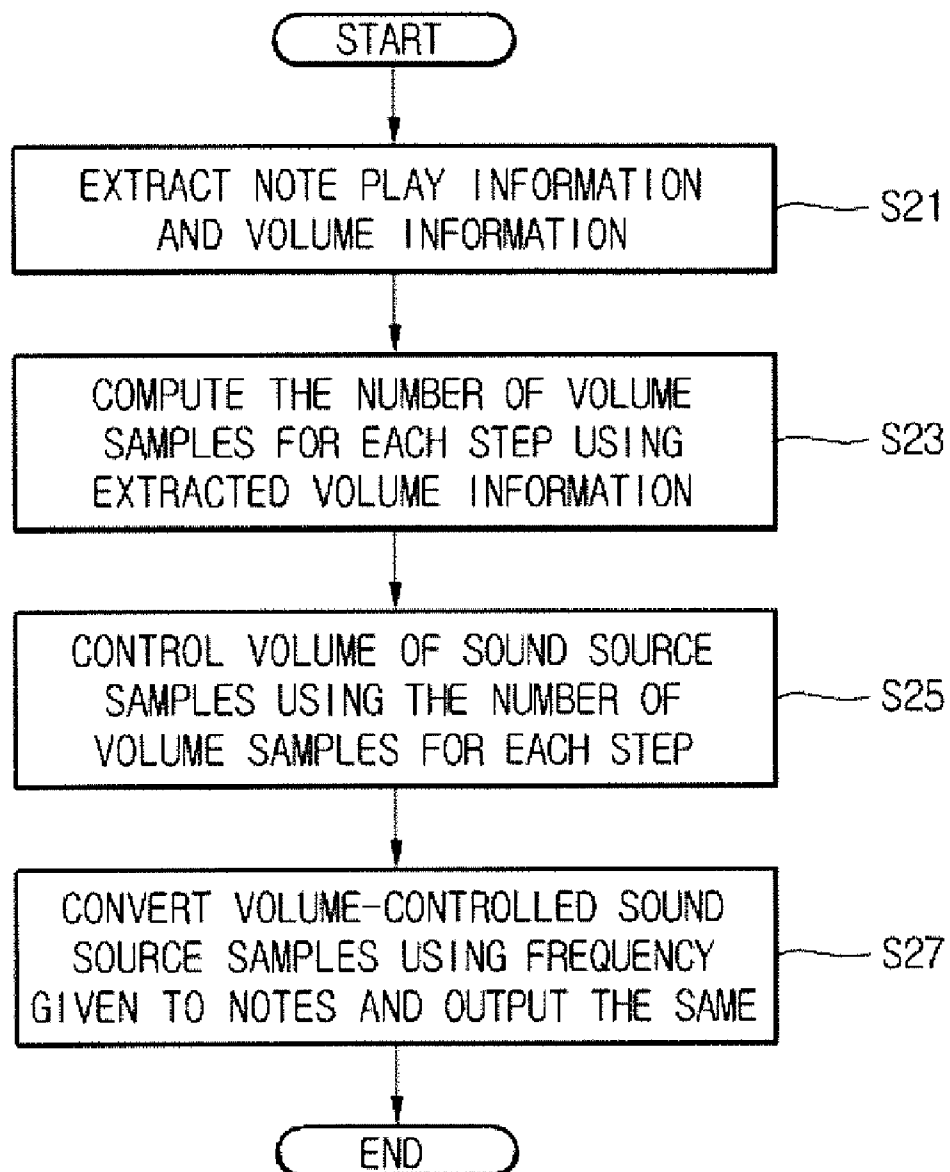 START
EXTRACT NOTE PLAY INFORMATION
AND VOLUME INFORMATION
S21
COMPUTE THE NUMBER OF VOLUME
SAMPLES FOR EACH STEP USING
EXTRACTED VOLUME INFORMATION
S23
CONTROL VOLUME OF SOUND SOURCE
SAMPLES USING THE NUMBER OF
VOLUME SAMPLES FOR EACH STEP
S25
CONVERT VOLUME-CONTROLLED SOUND
SOURCE SAMPLES USING FREQUENCY
GIVEN TO NOTES AND OUTPUT THE SAME
S27
END